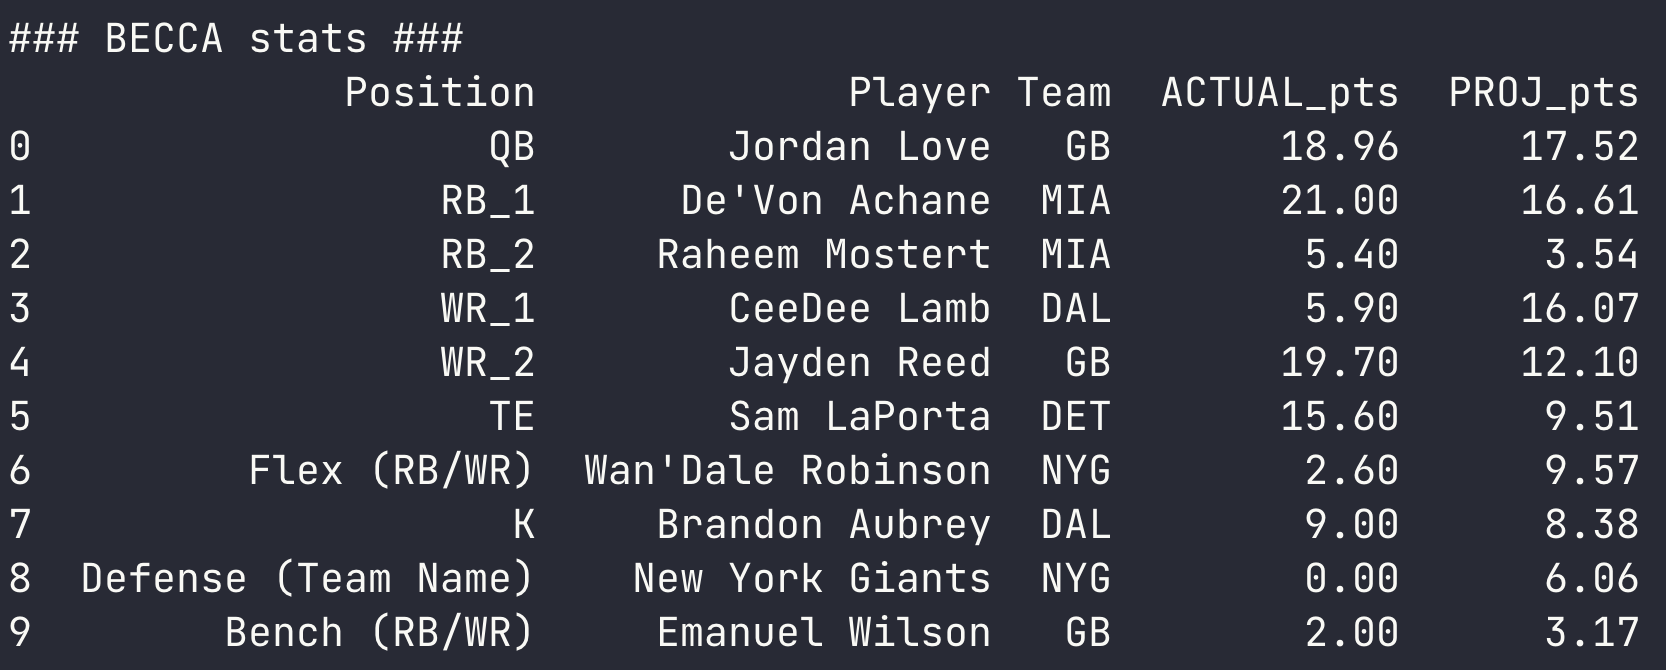 ### BECCA stats ###
Position Player Team ACTUAL_pts PROJ_pts
0 QB Jordan Love GB 18.96 17.52
1 RB_1 De'Von Achane MIA 21.00 16.61
2 RB_2 Raheem Mostert MIA 5.40 3.54
3 WR_1 CeeDee Lamb DAL 5.90 16.07
4 WR_2 Jayden Reed GB 19.70 12.10
5 TE Sam LaPorta DET 15.60 9.51
6 Flex (RB/WR) Wan'Dale Robinson NYG 2.60 9.57
7 K Brandon Aubrey DAL 9.00 8.38
8 Defense (Team Name) New York Giants NYG 0.00 6.06
9 Bench (RB/WR) Emanuel Wilson GB 2.00 3.17